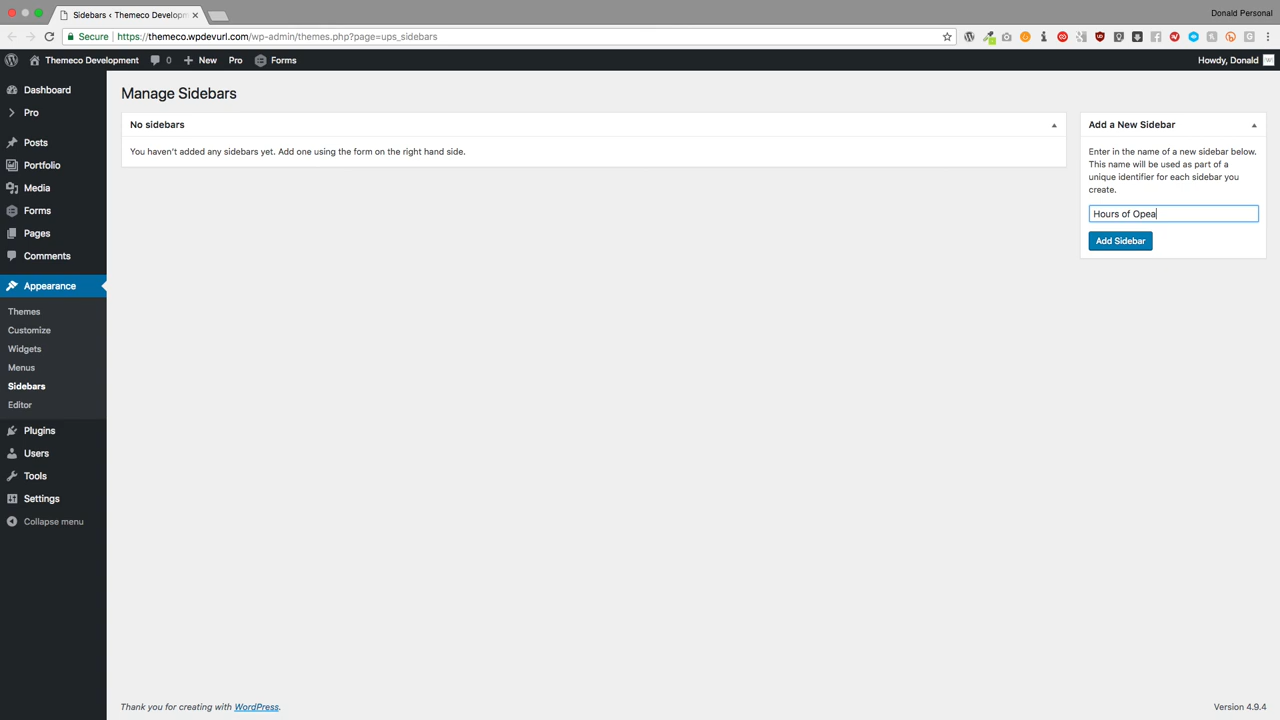 Sidebars ‹ Themeco Developm
Donald Personal
Secure
https://themeco.wpdevurl.com/wp-admin/themes.php?page=ups_sidebars
Themeco Development
0
New
Pro
Forms
Howdy, Donald
Dashboard
Pro
Posts
Portfolio
Media
Forms
Pages
Comments
Appearance
Themes
Customize
Widgets
Menus
Sidebars
Editor
Plugins
Users
Tools
Settings
Collapse menu
Manage Sidebars
No sidebars
You haven't added any sidebars yet. Add one using the form on the right hand side.
Add a New Sidebar
Enter in the name of a new sidebar below.
This name will be used as part of a
unique identifier for each sidebar you
create.
Hours of Opea
Add Sidebar
Thank you for creating with WordPress.
Version 4.9.4